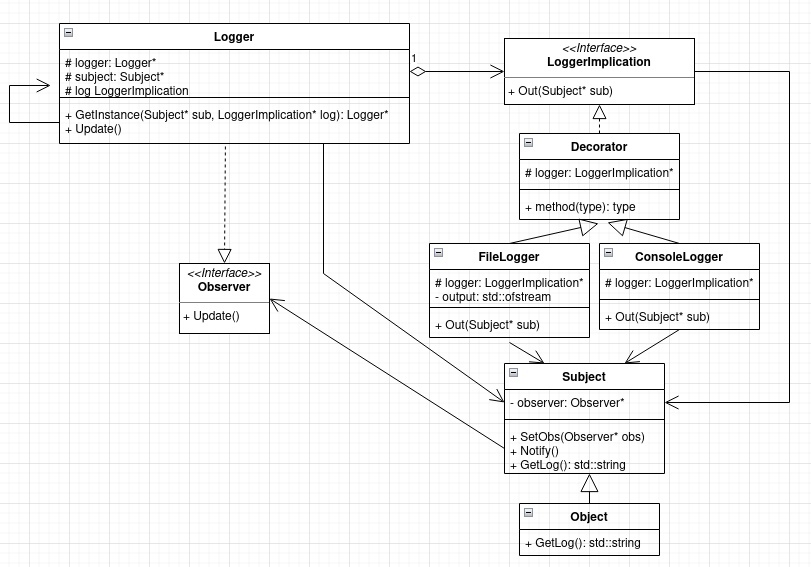 Logger
# logger: Logger*
# subject: Subject*
# log LoggerImplication
+ GetInstance(Subject* sub, LoggerImplication* log): Logger*
+ Update()
1
<<Interface>>
LoggerImplication
+ Out(Subject* sub)
Decorator
# logger: LoggerImplication*
+ method(type): type
FileLogger
# logger: LoggerImplication*
- output: std::ofstream
+ Out(Subject* sub)
ConsoleLogger
# logger: LoggerImplication*
+ Out(Subject* sub)
<<Interface>>
Observer
+ Update()
Subject
- observer: Observer*
+ SetObs(Observer* obs)
+ Notify()
+ GetLog(): std::string
Object
+ GetLog(): std::string